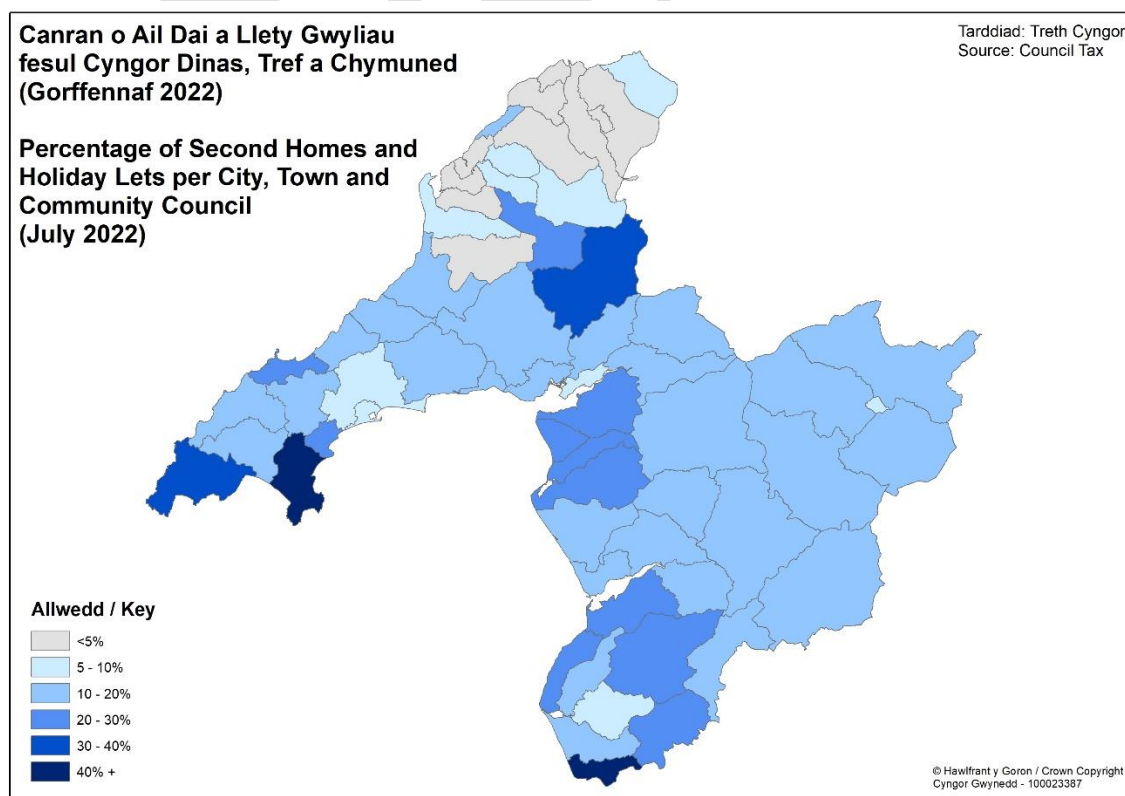 Canran o Ail Dai a Llety Gwyliau
fesul Cyngor Dinas, Tref a Chymuned
(Gorffennaf 2022)
Percentage of Second Homes and
Holiday Lets per City, Town and
Community Council
(July 2022)
Tarddiad: Treth Cyngor
Source: Council Tax
Allwedd / Key
<5%
5 - 10%
10 - 20%
20 - 30%
30 - 40%
40% +
© Hawlfrant y Goron / Crown Copyright
Cyngor Gwynedd - 100023387